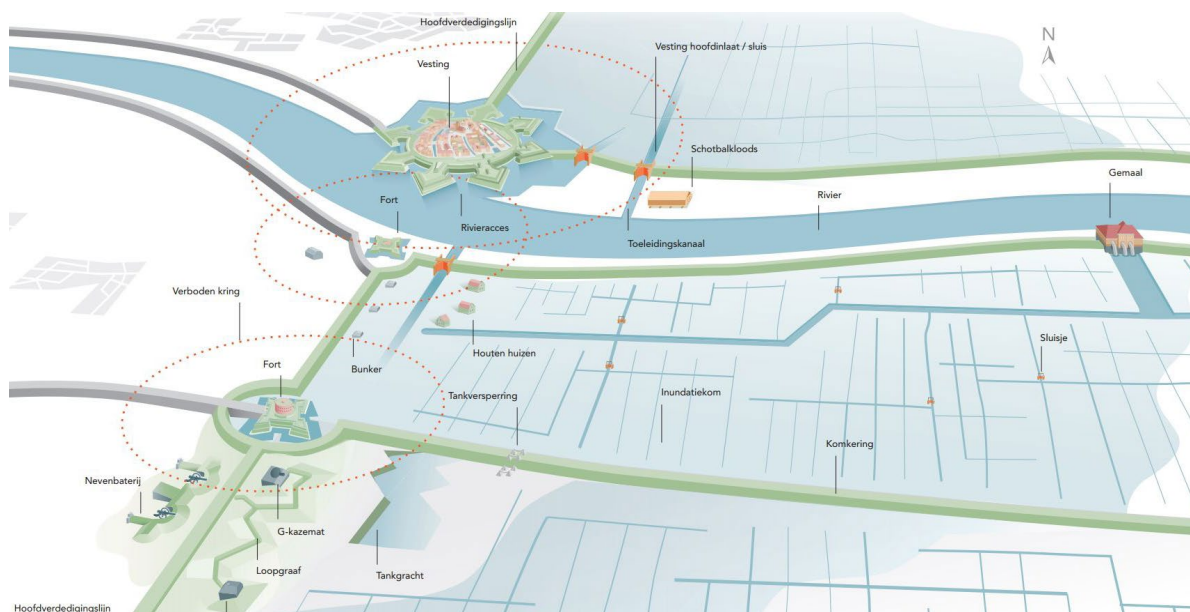 Hoofdverdedigingslijn
N
Vesting hoofdinlaat / sluis
Vesting
Schotbalkloods
Gemaal
Rivier
Fort
Rivieracces
Toeleidingskanaal
Verboden kring
Sluisje
Houten huizen
Fort
Bunker
Tankversperring
Inundatiekom
Komkering
Nevenbaterij
G-kazemat
Loopgraaf
Tankgracht
Hoofdverdedigingslijn